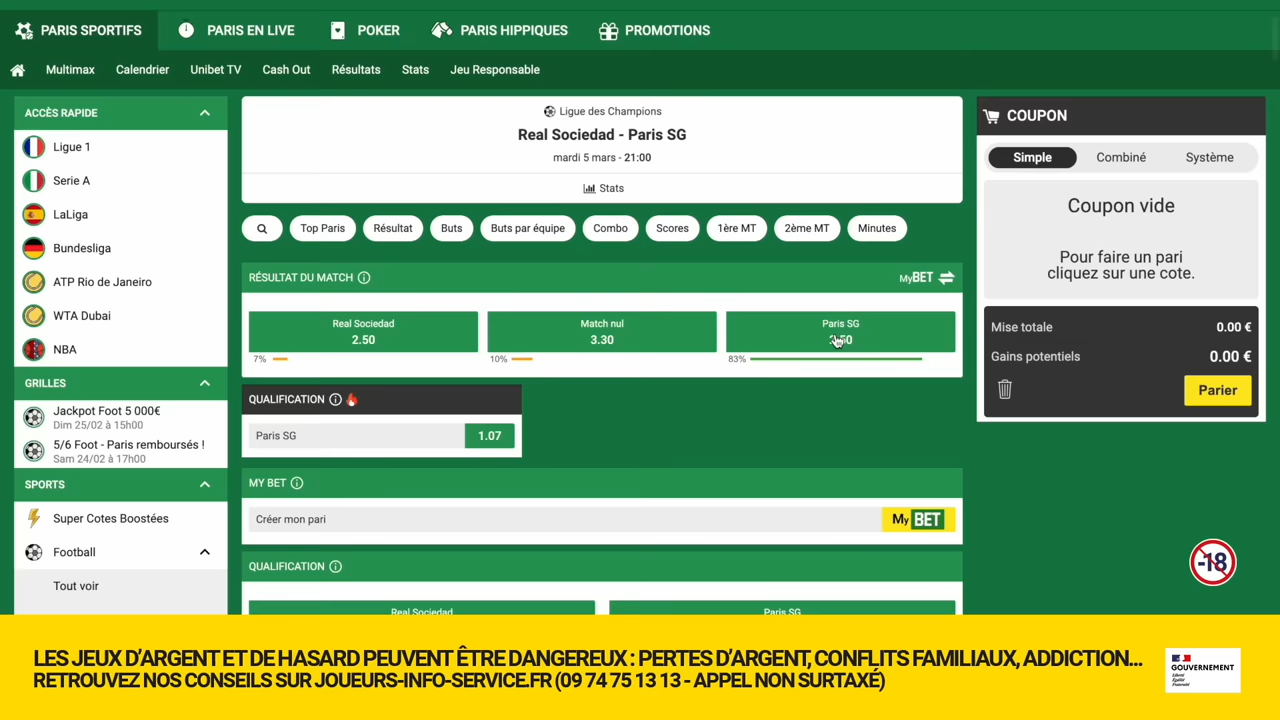 PARIS SPORTIFS
PARIS EN LIVE
POKER
PARIS HIPPIQUES
PROMOTIONS
Multimax
Calendrier
Unibet TV
Cash Out
Résultats
Stats
Jeu Responsable
ACCÈS RAPIDE
Ligue 1
Serie A
LaLiga
Bundesliga
ATP Rio de Janeiro
WTA Dubai
NBA
GRILLES
Jackpot Foot 5 000€
Dim 25/02 à 15h00
5/6 Foot - Paris remboursés !
Sam 24/02 à 17h00
SPORTS
Super Cotes Boostées
Football
Tout voir
Ligue des Champions
Real Sociedad - Paris SG
mardi 5 mars - 21:00
Stats
Top Paris
Résultat
Buts
Buts par équipe
Combo
Scores
1ère MT
2ème MT
Minutes
RÉSULTAT DU MATCH
MyBET
Real Sociedad
2.50
7%
Match nul
3.30
10%
Paris SG
83%
QUALIFICATION
Paris SG
1.07
MY BET
Créer mon pari
My BET
QUALIFICATION
Real Sociedad
Paris SG
COUPON
Simple
Combiné
Système
Coupon vide
Pour faire un pari
cliquez sur une cote.
Mise totale
0.00 €
Gains potentiels
0.00 €
Parier
-18
LES JEUX D'ARGENT ET DE HASARD PEUVENT ÊTRE DANGEREUX : PERTES D'ARGENT, CONFLITS FAMILIAUX, ADDICTION...
RETROUVEZ NOS CONSEILS SUR JOUEURS-INFO-SERVICE.FR (09 74 75 13 13 - APPEL NON SURTAXÉ)
GOUVERNEMENT
Liberté
Égalité
Fraternité